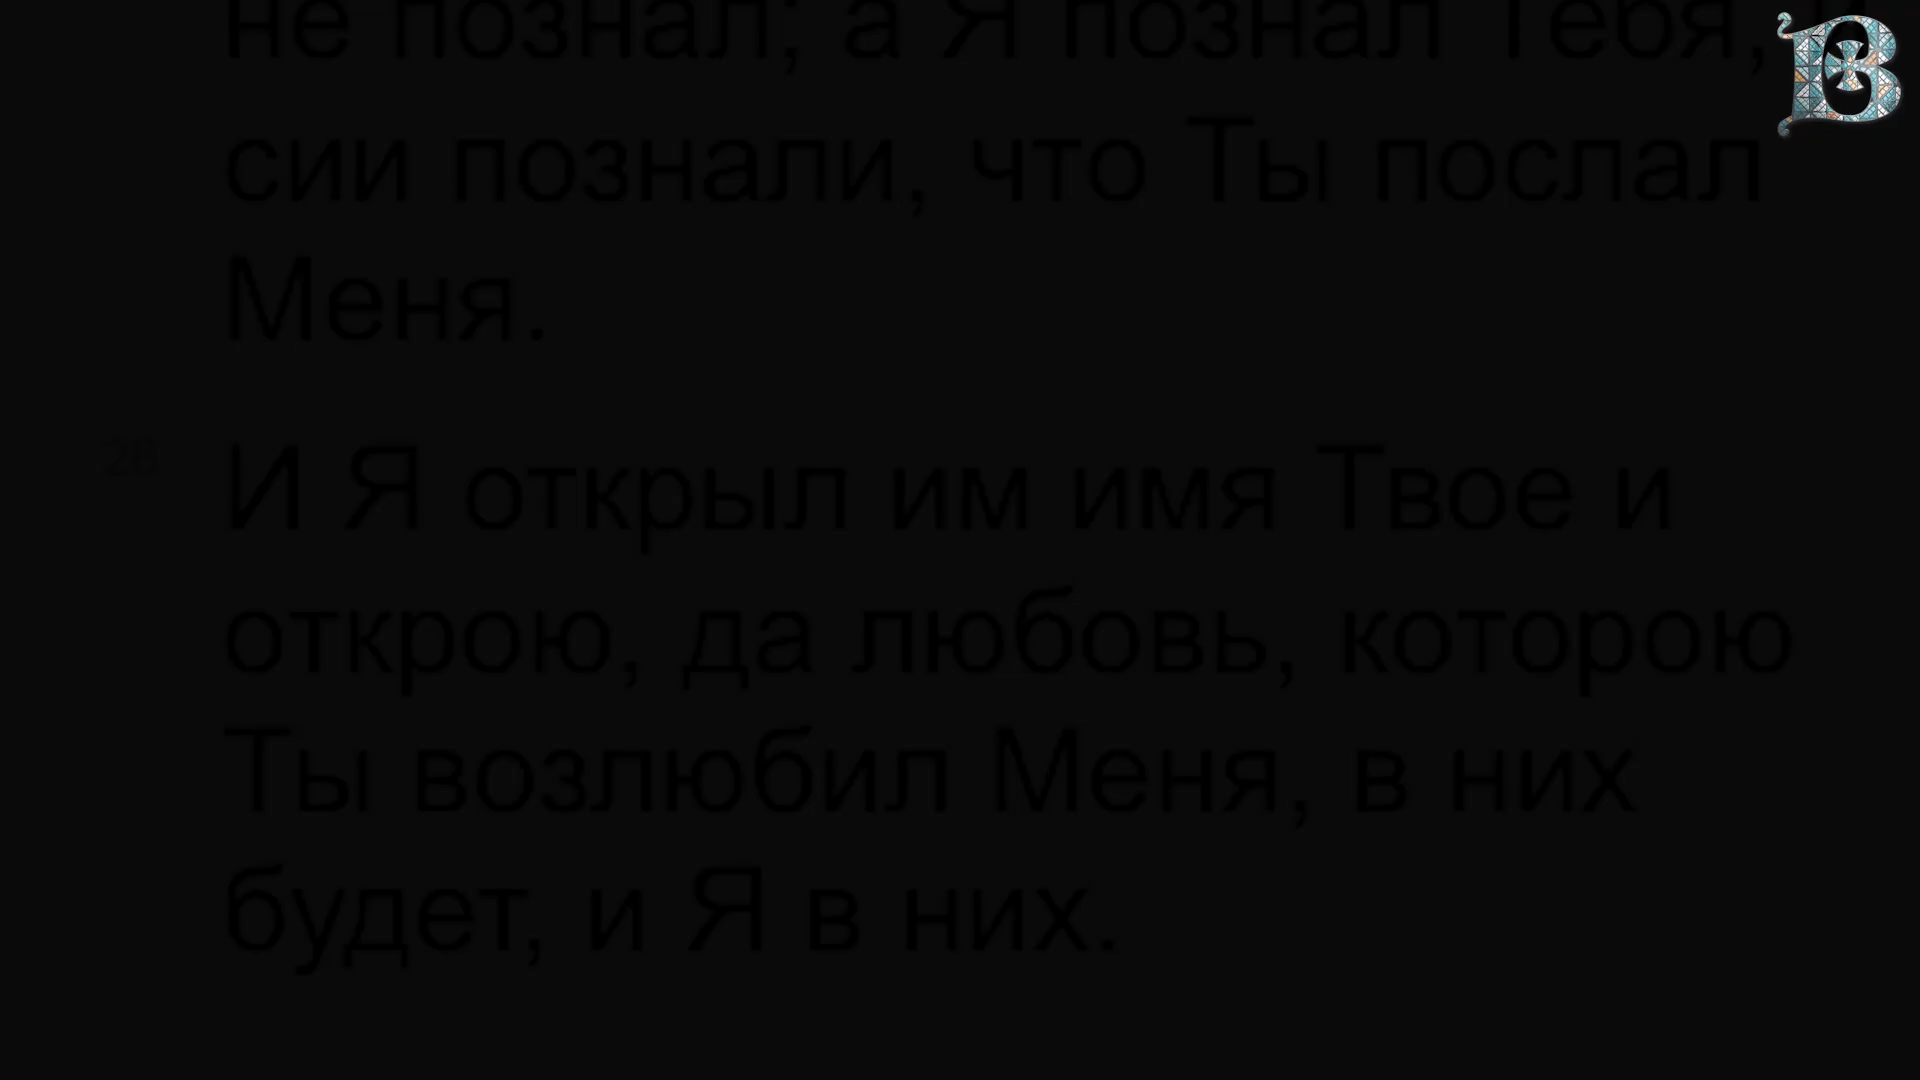 не познал; а Я познал Тебя, и
сии познали, что Ты послал
Меня.
26 И Я открыл им имя Твое и
открою, да любовь, которою
Ты возлюбил Меня, в них
будет, и Я в них.